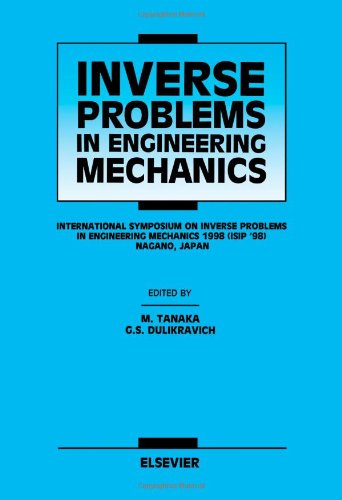 INVERSE
PROBLEMS
IN ENGINEERING
MECHANICS
INTERNATIONAL SYMPOSIUM ON INVERSE PROBLEMS
IN ENGINEERING MECHANICS 1998 (ISIP '98)
NAGANO, JAPAN
EDITED BY
M. TANAKA
G.S. DULIKRAVICH
ELSEVIER